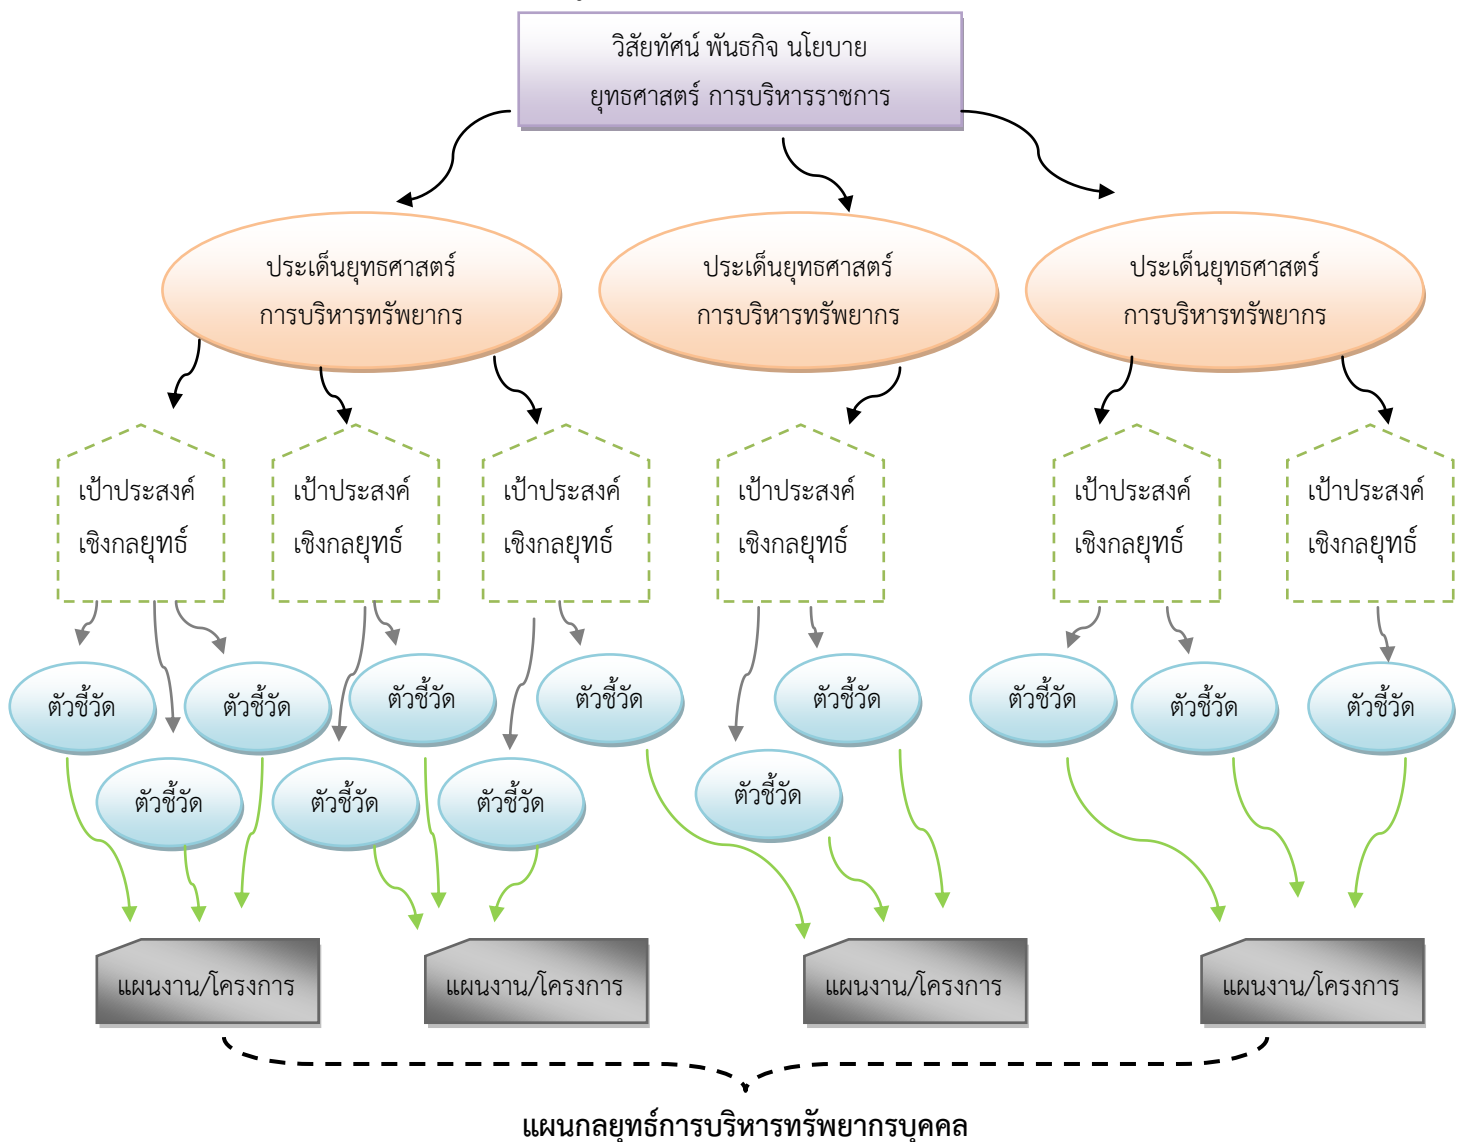 วิสัยทัศน์ พันธกิจ นโยบาย
ยุทธศาสตร์ การบริหารราชการ
ประเด็นยุทธศาสตร์
การบริหารทรัพยากร
ประเด็นยุทธศาสตร์
การบริหารทรัพยากร
ประเด็นยุทธศาสตร์
การบริหารทรัพยากร
เป้าประสงค์
เชิงกลยุทธ์
เป้าประสงค์
เชิงกลยุทธ์
เป้าประสงค์
เชิงกลยุทธ์
เป้าประสงค์
เชิงกลยุทธ์
เป้าประสงค์
เชิงกลยุทธ์
เป้าประสงค์
เชิงกลยุทธ์
ตัวชี้วัด
ตัวชี้วัด
ตัวชี้วัด
ตัวชี้วัด
ตัวชี้วัด
ตัวชี้วัด
ตัวชี้วัด
ตัวชี้วัด
ตัวชี้วัด
ตัวชี้วัด
ตัวชี้วัด
ตัวชี้วัด
แผนงาน/โครงการ
แผนงาน/โครงการ
แผนงาน/โครงการ
แผนงาน/โครงการ
แผนกลยุทธ์การบริหารทรัพยากรบุคคล